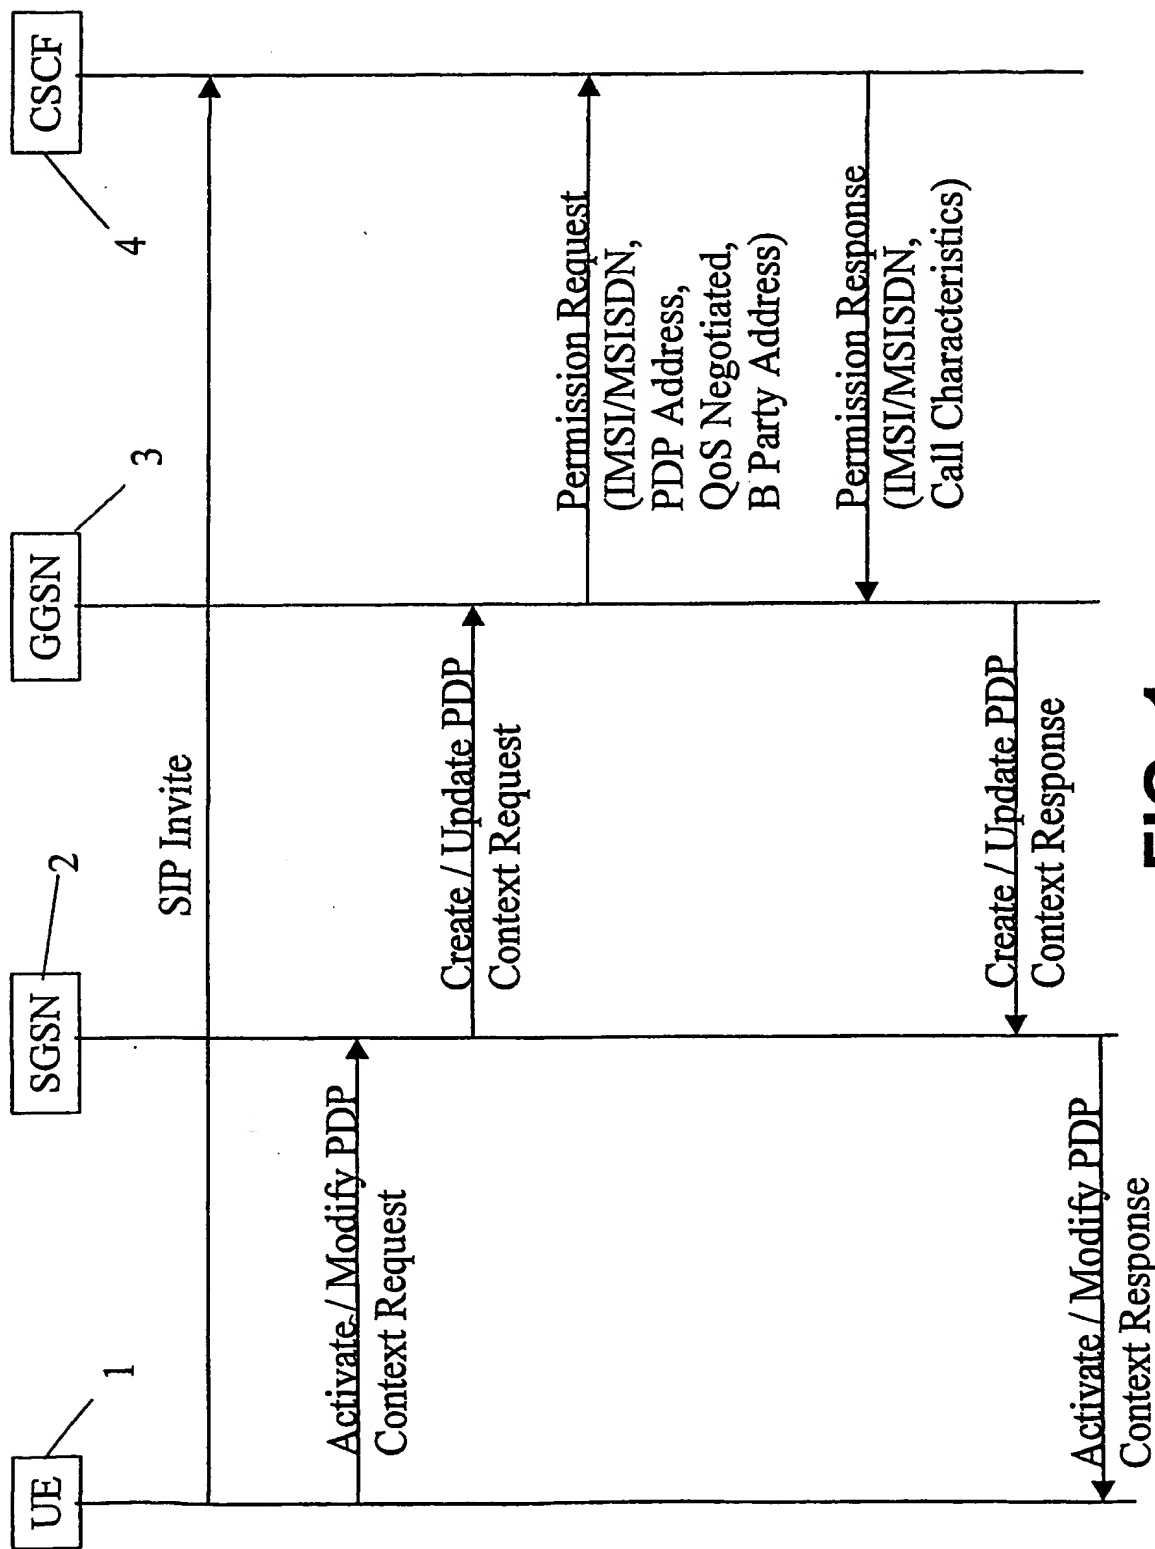 UE
SGSN
GGSN
CSCF
1
2
3
4
SIP Invite
Activate / Modify PDP
Context Request
Create / Update PDP
Context Request
Permission Request
(IMSI/MSISDN,
PDP Address,
QoS Negotiated,
B Party Address)
Permission Response
(IMSI/MSISDN,
Call Characteristics)
Create / Update PDP
Context Response
Activate / Modify PDP
Context Response